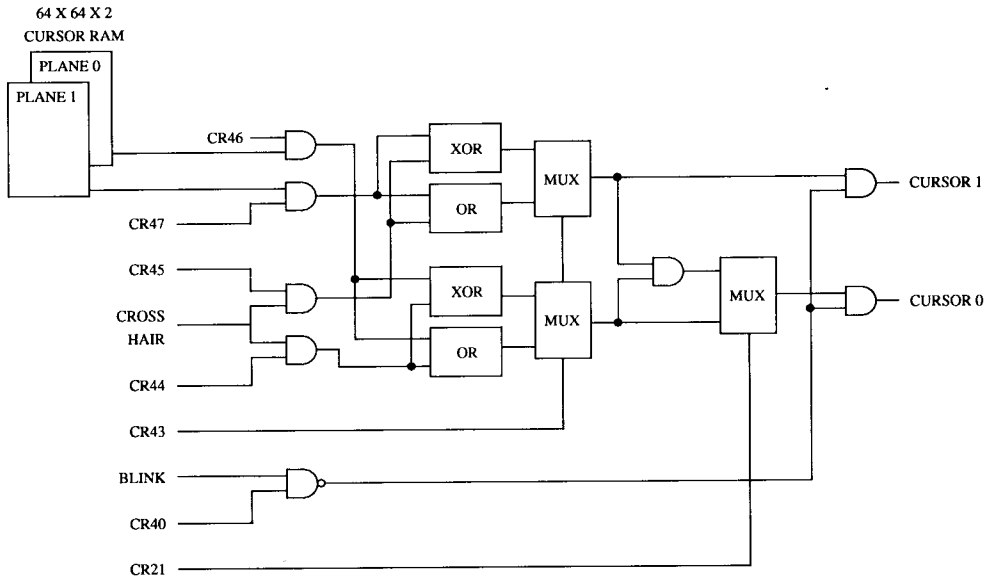 64 X 64 X 2
CURSOR RAM
PLANE 0
PLANE 1
CR46
XOR
MUX
CURSOR 1
OR
CR47
CR45
XOR
MUX
MUX
CURSOR 0
CROSS
HAIR
OR
CR44
CR43
BLINK
CR40
CR21